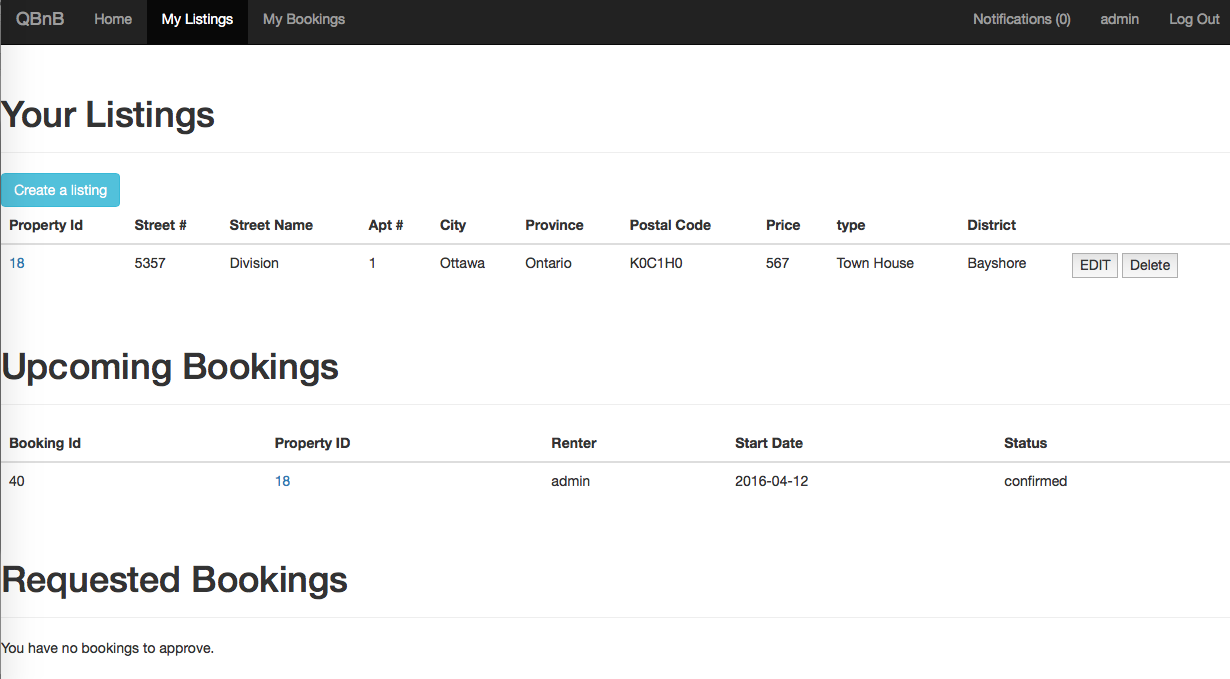 QBnB Home My Listings My Bookings Notifications (0) admin Log Out
Your Listings
Create a listing
Property Id Street # Street Name Apt # City Province Postal Code Price type District
18 5357 Division 1 Ottawa Ontario K0C1H0 567 Town House Bayshore EDIT Delete
Upcoming Bookings
Booking Id Property ID Renter Start Date Status
40 18 admin 2016-04-12 confirmed
Requested Bookings
You have no bookings to approve.